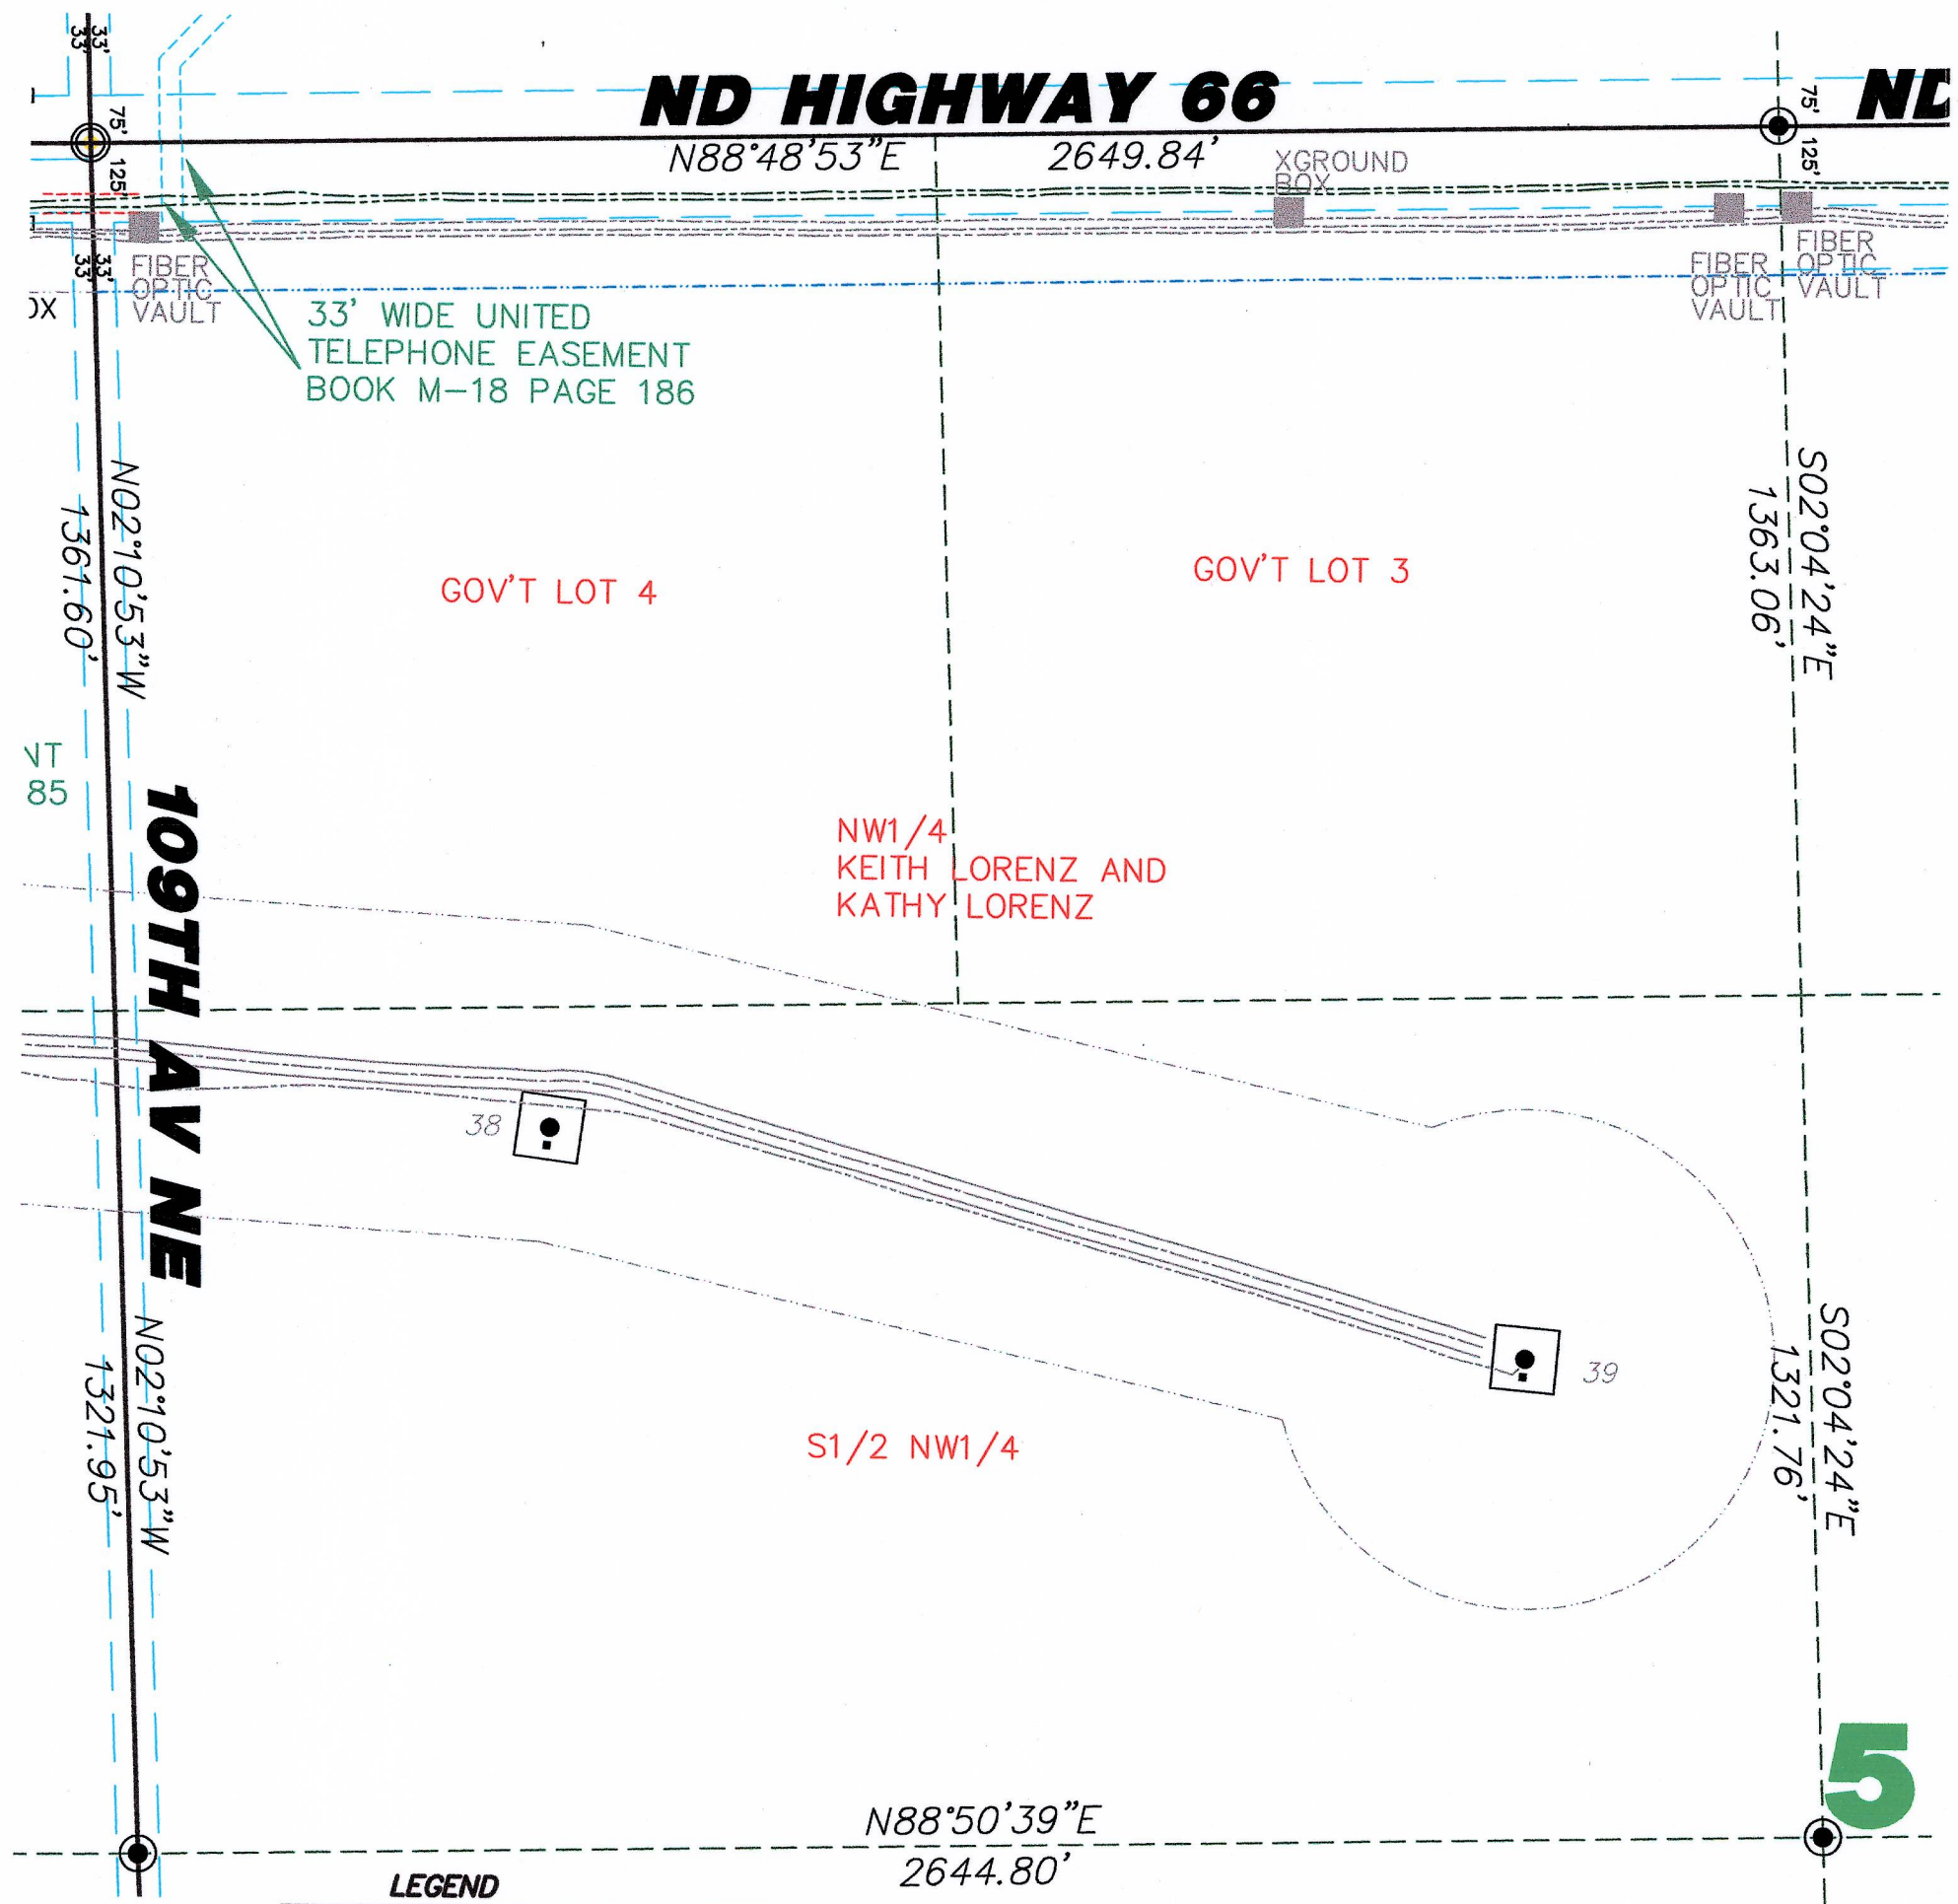 33' 33'
ND HIGHWAY 66
ND
75'
125'
N88°48'53"E 2649.84'
XGROUND
BOX
75'
125'
33' 33'
FIBER
OPTIC
VAULT
33' WIDE UNITED
TELEPHONE EASEMENT
BOOK M-18 PAGE 186
FIBER
OPTIC
VAULT
FIBER
OPTIC
VAULT
N02°10'53"W
1361.60'
GOV'T LOT 4
GOV'T LOT 3
S02°04'24"E
1363.06'
85
109TH AV NE
NW1/4
KEITH LORENZ AND
KATHY LORENZ
38
39
N02°10'53"W
1321.95'
S1/2 NW1/4
S02°04'24"E
1321.76'
5
N88°50'39"E
2644.80'
LEGEND